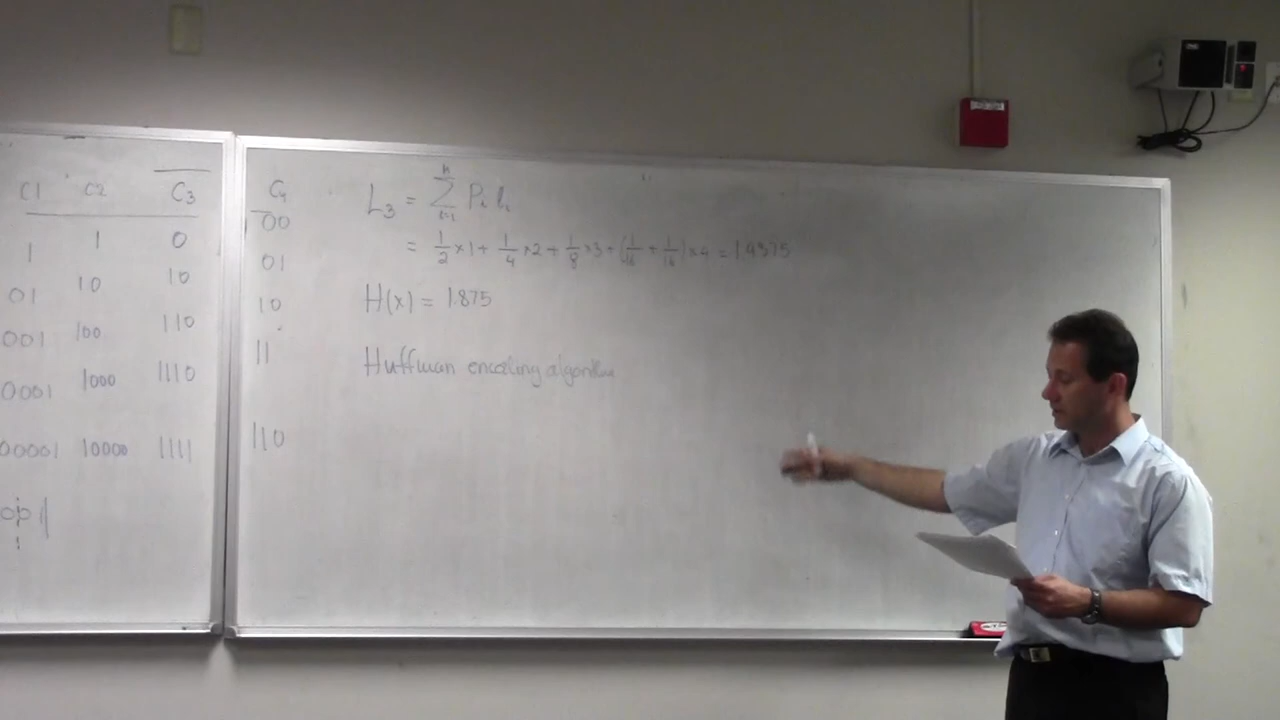 C1 C2 C3 C4
1 1 0 00
01 10 10 01
001 100 110 10
0001 1000 1110 11
00001 10000 1111 110
L3 = n Σ i=1 Pi li
= 1/2 ×1 + 1/4 ×2 + 1/8 ×3 + (1/16 + 1/16) ×4 = 1.9375
H(x) = 1.875
Huffman encoding algorithm